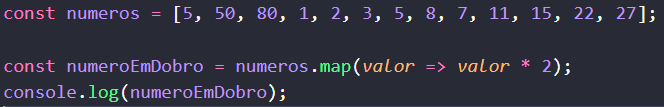 const numeros = [5, 50, 80, 1, 2, 3, 5, 8, 7, 11, 15, 22, 27];
const numeroEmDobro = numeros.map(valor => valor * 2);
console.log(numeroEmDobro);